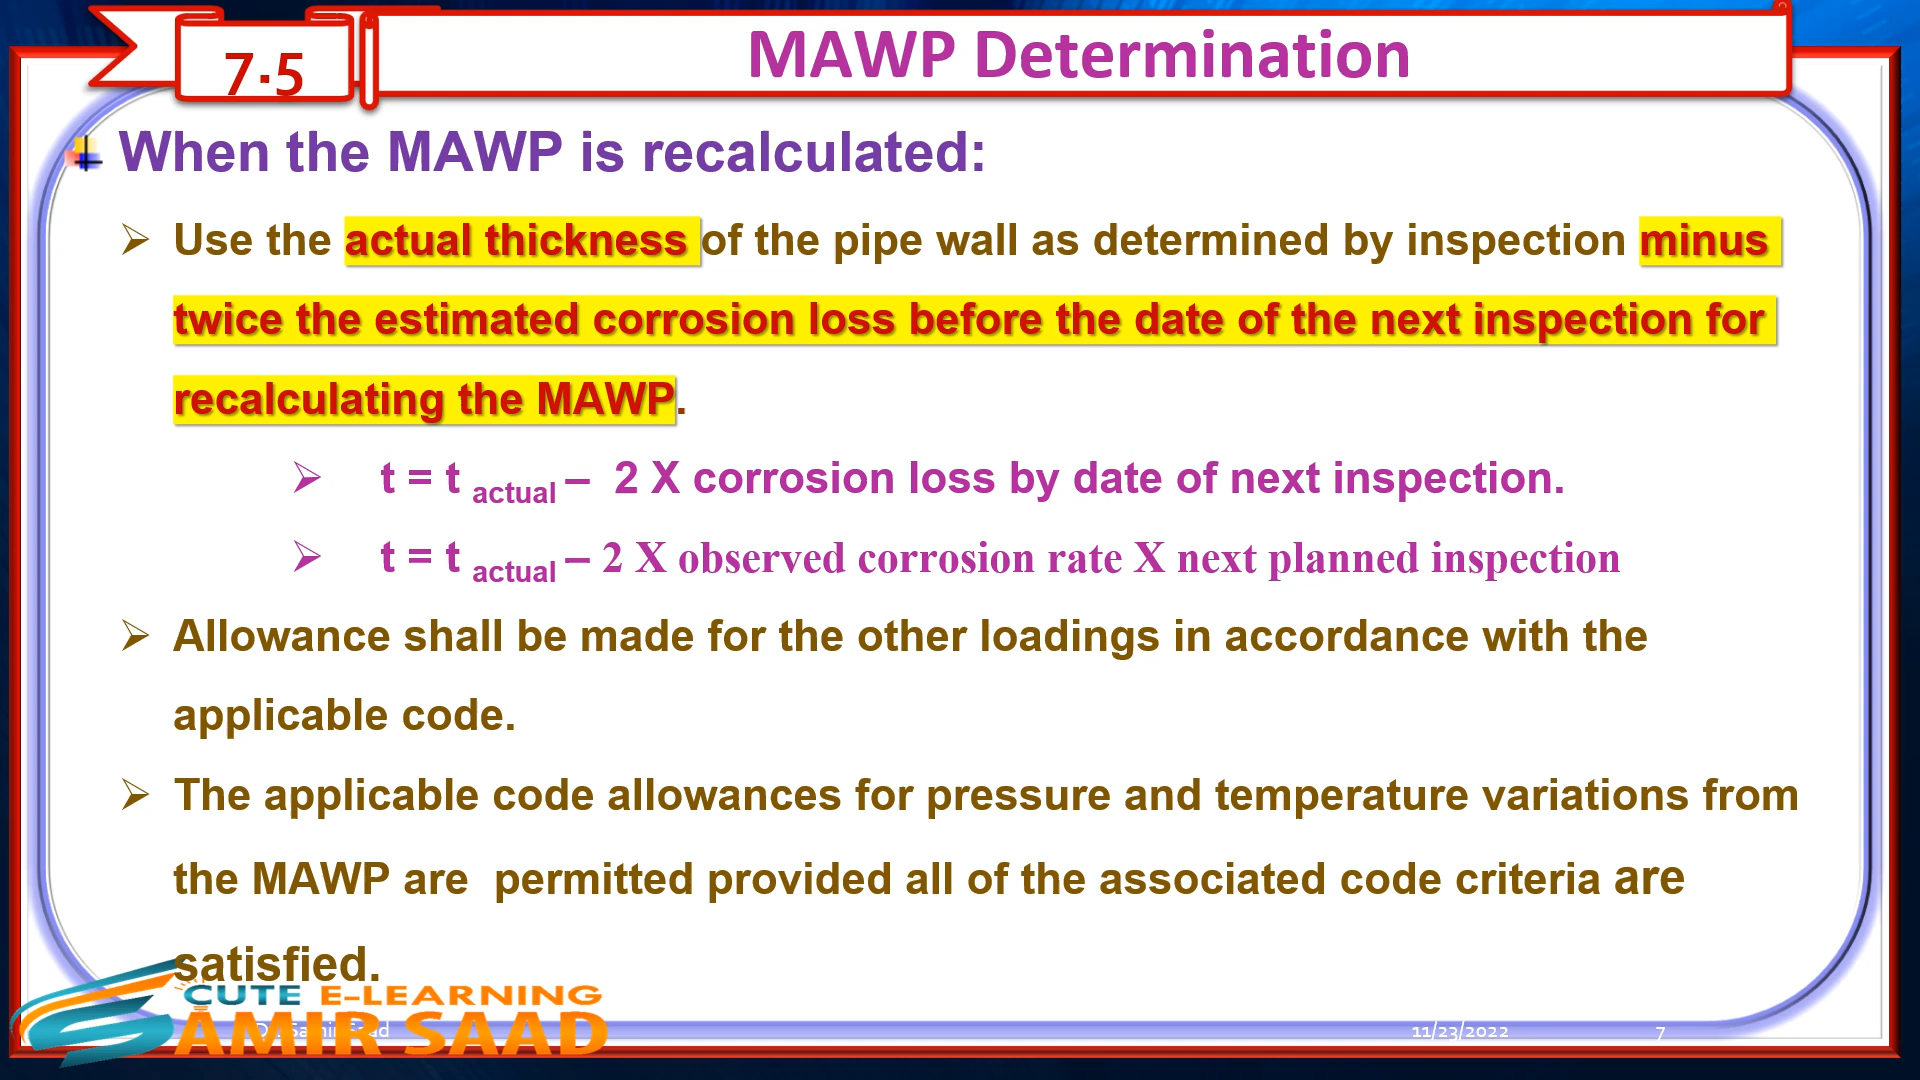 7.5
MAWP Determination
When the MAWP is recalculated:
Use the actual thickness of the pipe wall as determined by inspection minus
twice the estimated corrosion loss before the date of the next inspection for
recalculating the MAWP.
t = t actual – 2 X corrosion loss by date of next inspection.
t = t actual – 2 X observed corrosion rate X next planned inspection
Allowance shall be made for the other loadings in accordance with the
applicable code.
The applicable code allowances for pressure and temperature variations from
the MAWP are permitted provided all of the associated code criteria are
satisfied.
CUTE E-LEARNING
AMIR SAAD
11/23/2022
7